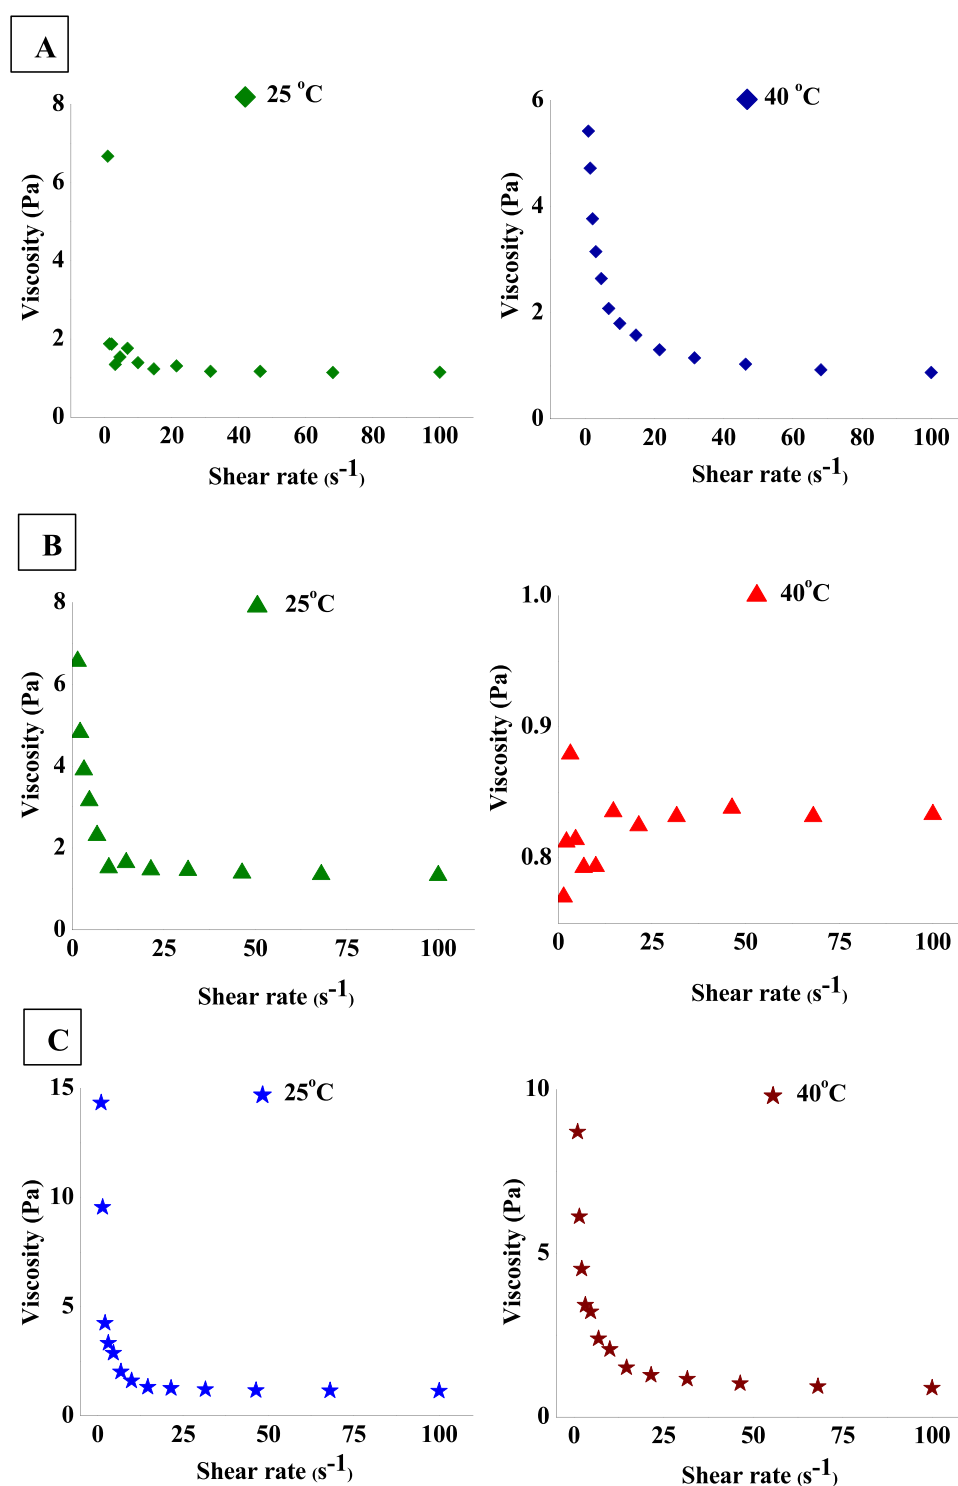 A
25 °C
40 °C
8
6
4
2
0
Viscosity (Pa)
0 20 40 60 80 100
Shear rate (s-1)
6
4
2
0
Viscosity (Pa)
0 20 40 60 80 100
Shear rate (s-1)
B
25°C
40°C
8
6
4
2
0
Viscosity (Pa)
0 25 50 75 100
Shear rate (s-1)
1.0
0.9
0.8
Viscosity (Pa)
0 25 50 75 100
Shear rate (s-1)
C
25°C
40°C
15
10
5
0
Viscosity (Pa)
0 25 50 75 100
Shear rate (s-1)
10
5
0
Viscosity (Pa)
0 25 50 75 100
Shear rate (s-1)